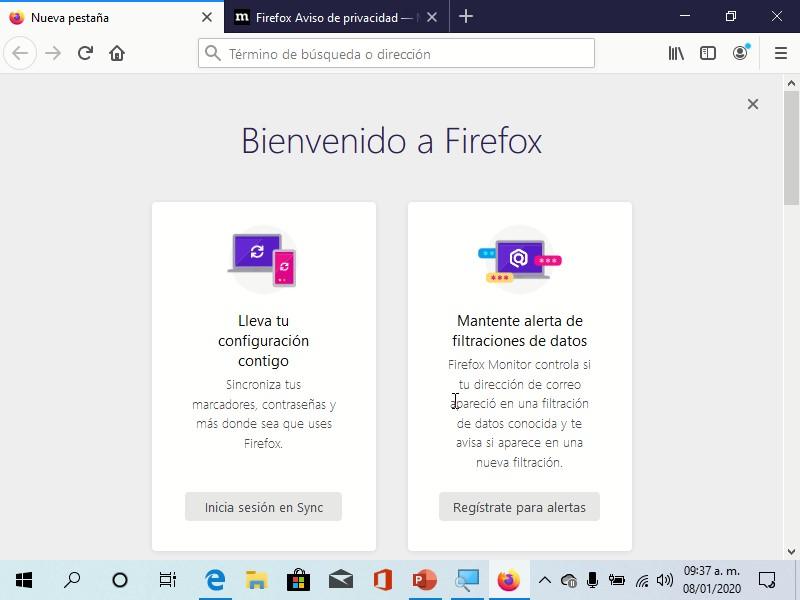 Nueva pestaña
m Firefox Aviso de privacidad —
Término de búsqueda o dirección
Bienvenido a Firefox
Lleva tu
configuración
contigo
Sincroniza tus
marcadores, contraseñas y
más donde sea que uses
Firefox.
Inicia sesión en Sync
Mantente alerta de
filtraciones de datos
Firefox Monitor controla si
tu dirección de correo
apareció en una filtración
de datos conocida y te
avisa si aparece en una
nueva filtración.
Regístrate para alertas
09:37 a. m.
08/01/2020